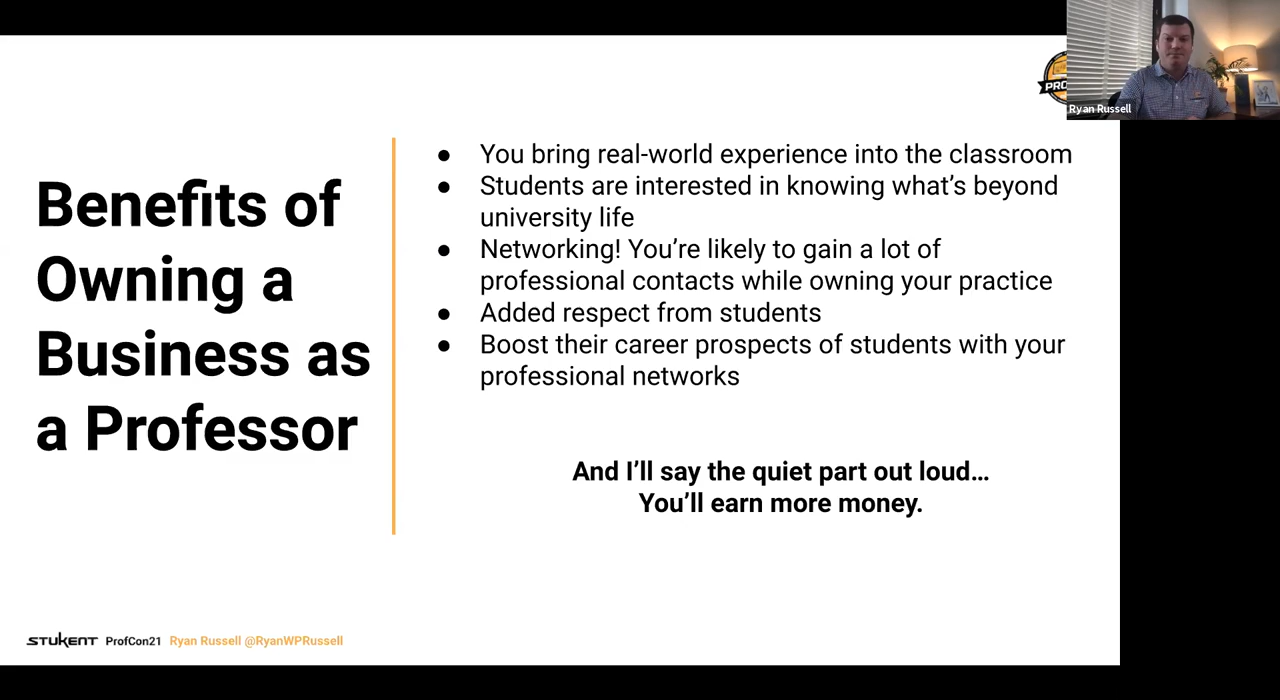 PRO
Ryan Russell
Benefits of
Owning a
Business as
a Professor
● You bring real-world experience into the classroom
● Students are interested in knowing what’s beyond
university life
● Networking! You’re likely to gain a lot of
professional contacts while owning your practice
● Added respect from students
● Boost their career prospects of students with your
professional networks
And I’ll say the quiet part out loud…
You’ll earn more money.
STUKENT ProfCon21 Ryan Russell @RyanWPRussell